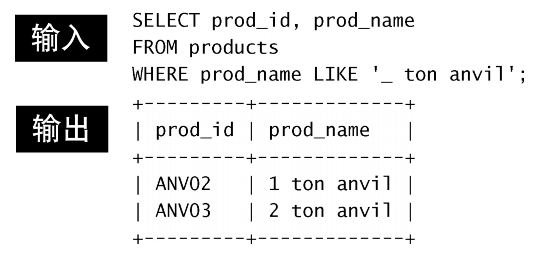 输入
SELECT prod_id, prod_name
FROM products
WHERE prod_name LIKE '_ ton anvil';
输出
+---------+-------------+
| prod_id | prod_name   |
+---------+-------------+
| ANV02   | 1 ton anvil |
| ANV03   | 2 ton anvil |
+---------+-------------+